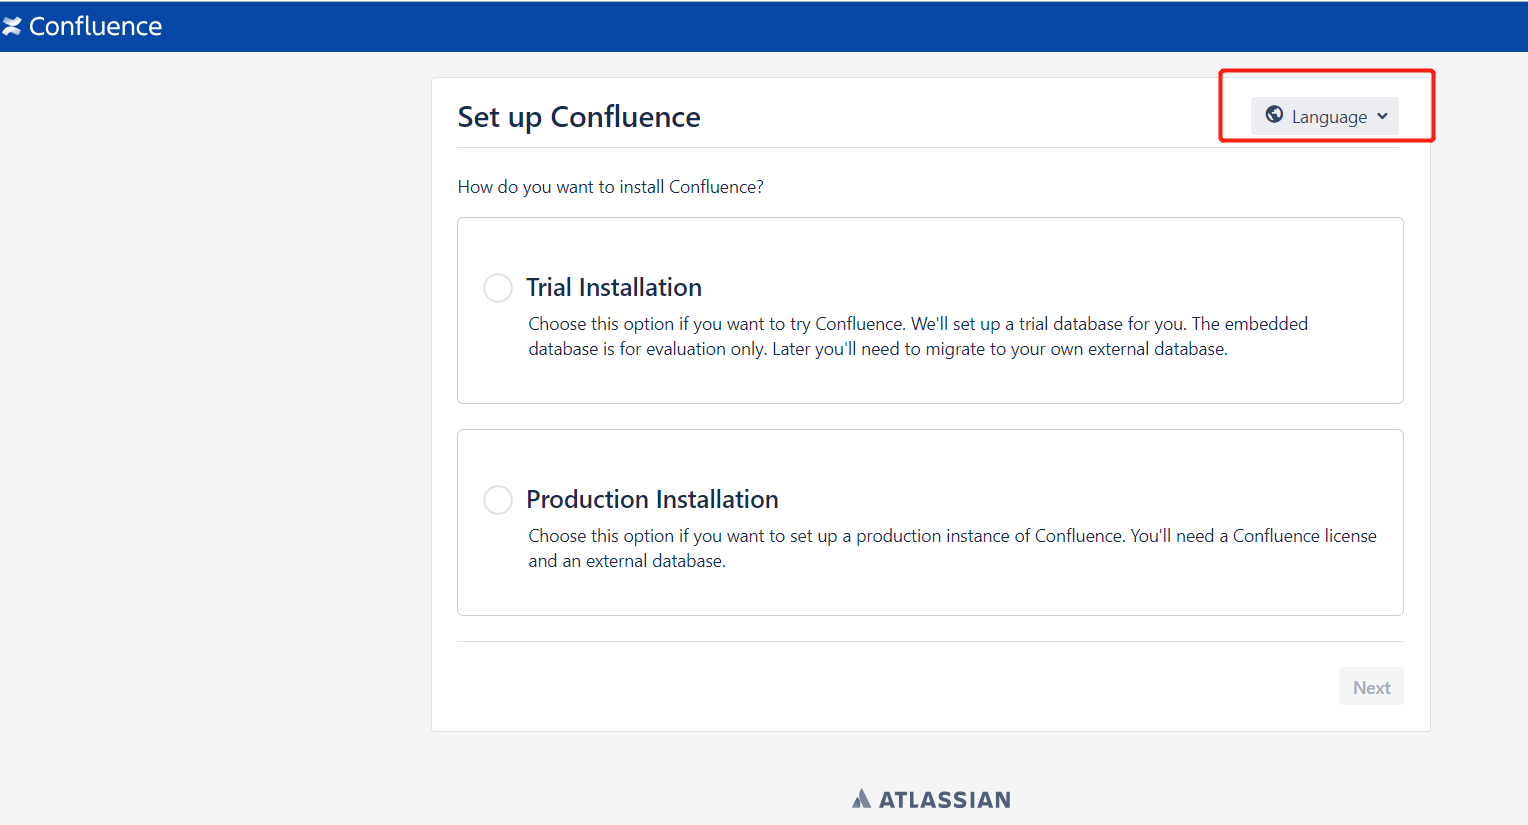 Confluence
Set up Confluence
Language
How do you want to install Confluence?
Trial Installation
Choose this option if you want to try Confluence. We'll set up a trial database for you. The embedded
database is for evaluation only. Later you'll need to migrate to your own external database.
Production Installation
Choose this option if you want to set up a production instance of Confluence. You'll need a Confluence license
and an external database.
Next
ATLASSIAN